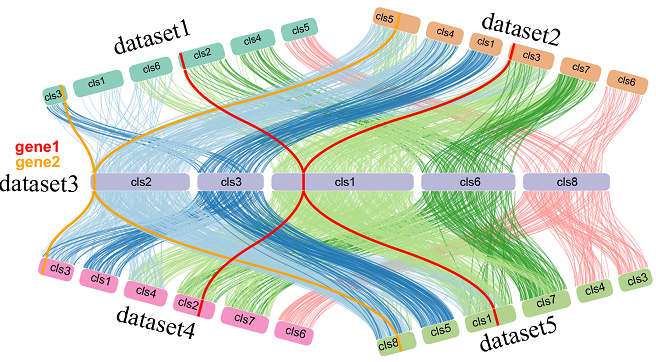 dataset1
cls3
cls1
cls6
cls2
cls4
cls5
dataset2
cls5
cls4
cls1
cls3
cls7
cls6
gene1
gene2
dataset3
cls2
cls3
cls1
cls6
cls8
cls3
cls1
cls4
cls2
cls7
cls6
dataset4
cls8
cls5
cls1
cls7
cls4
cls3
dataset5